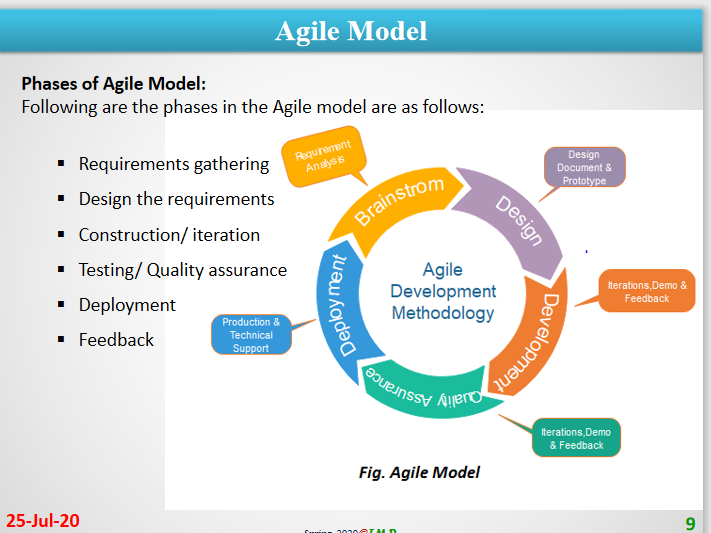 Agile Model
Phases of Agile Model:
Following are the phases in the Agile model are as follows:
▪ Requirements gathering
▪ Design the requirements
▪ Construction/ iteration
▪ Testing/ Quality assurance
▪ Deployment
▪ Feedback
Requirement
Analysis
Brainstrom
Design
Design
Document &
Prototype
Development
Iterations,Demo &
Feedback
Quality Assurance
Iterations,Demo
& Feedback
Deployment
Production &
Technical
Support
Agile
Development
Methodology
Fig. Agile Model
25-Jul-20
9